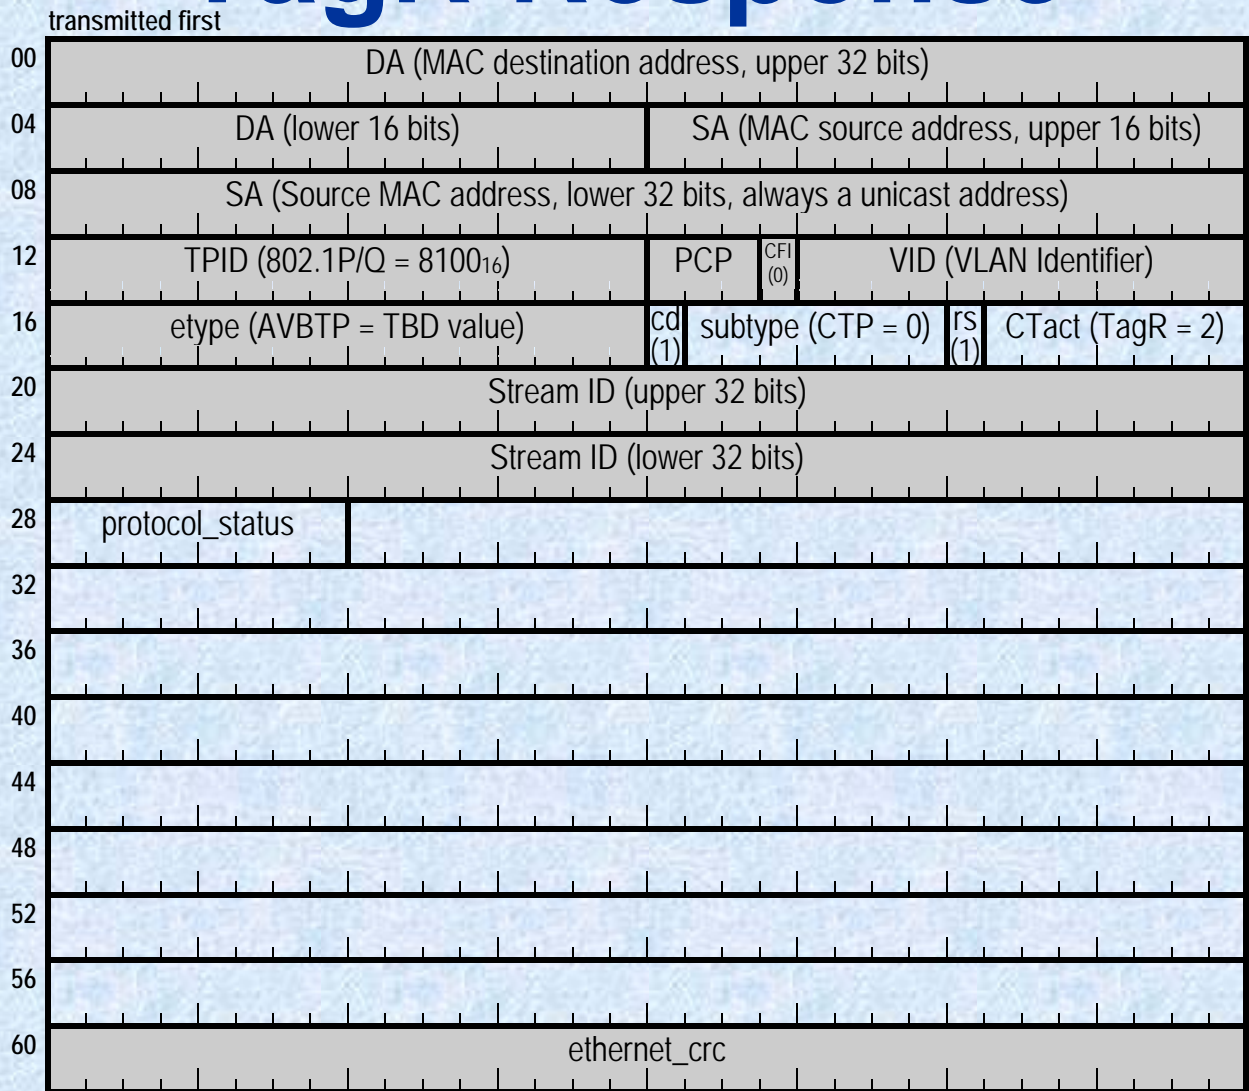 TagR Response
transmitted first
00 DA (MAC destination address, upper 32 bits)
04 DA (lower 16 bits) SA (MAC source address, upper 16 bits)
08 SA (Source MAC address, lower 32 bits, always a unicast address)
12 TPID (802.1P/Q = 8100₁₆) PCP CFI (0) VID (VLAN Identifier)
16 etype (AVBTP = TBD value) cd (1) subtype (CTP = 0) rs (1) CTact (TagR = 2)
20 Stream ID (upper 32 bits)
24 Stream ID (lower 32 bits)
28 protocol_status
32
36
40
44
48
52
56
60 ethernet_crc